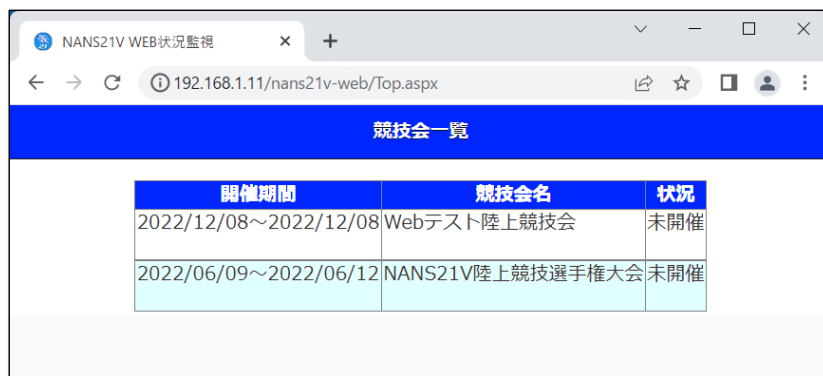 NANS21V WEB状況監視
192.168.1.11/nans21v-web/Top.aspx
競技会一覧
開催期間 競技会名 状況
2022/12/08～2022/12/08 Webテスト陸上競技会 未開催
2022/06/09～2022/06/12 NANS21V陸上競技選手権大会 未開催